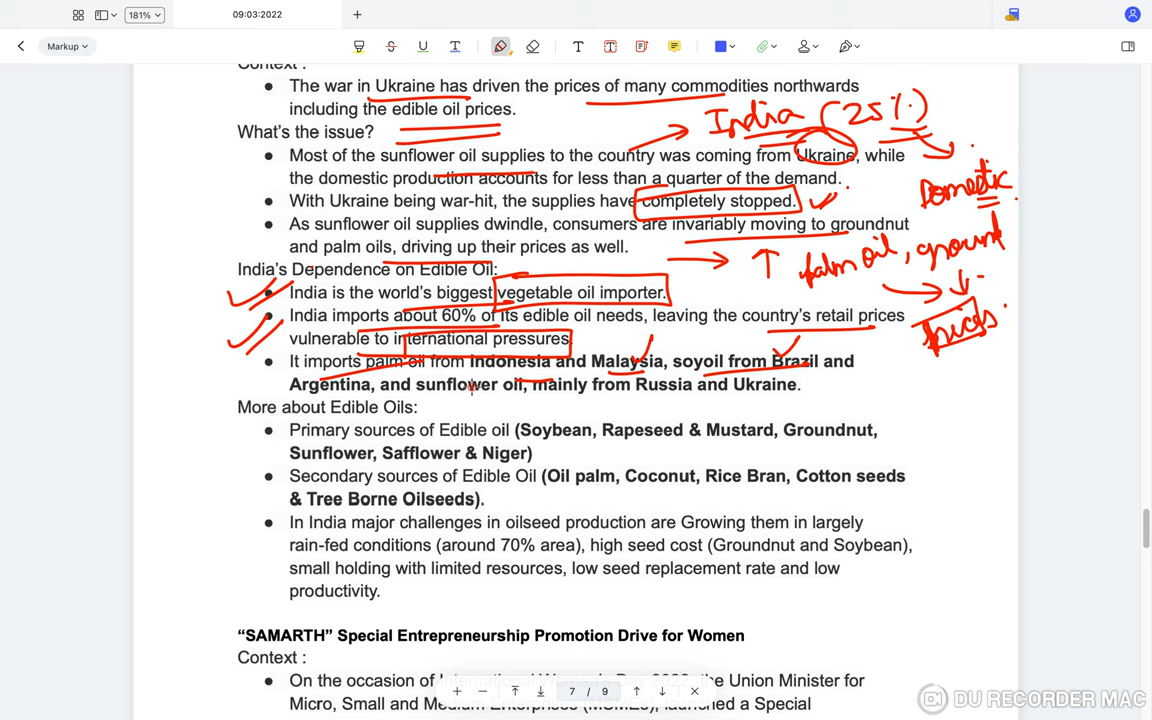 181%
09:03:2022
Markup
Context :
The war in Ukraine has driven the prices of many commodities northwards
including the edible oil prices.
India (25%)
What's the issue?
Most of the sunflower oil supplies to the country was coming from Ukraine, while
the domestic production accounts for less than a quarter of the demand.
Domestic
With Ukraine being war-hit, the supplies have completely stopped.
As sunflower oil supplies dwindle, consumers are invariably moving to groundnut
and palm oils, driving up their prices as well.
↑ palm oil, ground
India's Dependence on Edible Oil:
India is the world's biggest vegetable oil importer.
India imports about 60% of its edible oil needs, leaving the country's retail prices
vulnerable to international pressures.
prices
It imports palm oil from Indonesia and Malaysia, soyoil from Brazil and
Argentina, and sunflower oil, mainly from Russia and Ukraine.
More about Edible Oils:
Primary sources of Edible oil (Soybean, Rapeseed & Mustard, Groundnut,
Sunflower, Safflower & Niger)
Secondary sources of Edible Oil (Oil palm, Coconut, Rice Bran, Cotton seeds
& Tree Borne Oilseeds).
In India major challenges in oilseed production are Growing them in largely
rain-fed conditions (around 70% area), high seed cost (Groundnut and Soybean),
small holding with limited resources, low seed replacement rate and low
productivity.
"SAMARTH" Special Entrepreneurship Promotion Drive for Women
Context :
On the occasion of International Women's Day 2022, the Union Minister for
7 / 9
Micro, Small and Medium Enterprises (MSMEs), launched a Special
DU RECORDER MAC